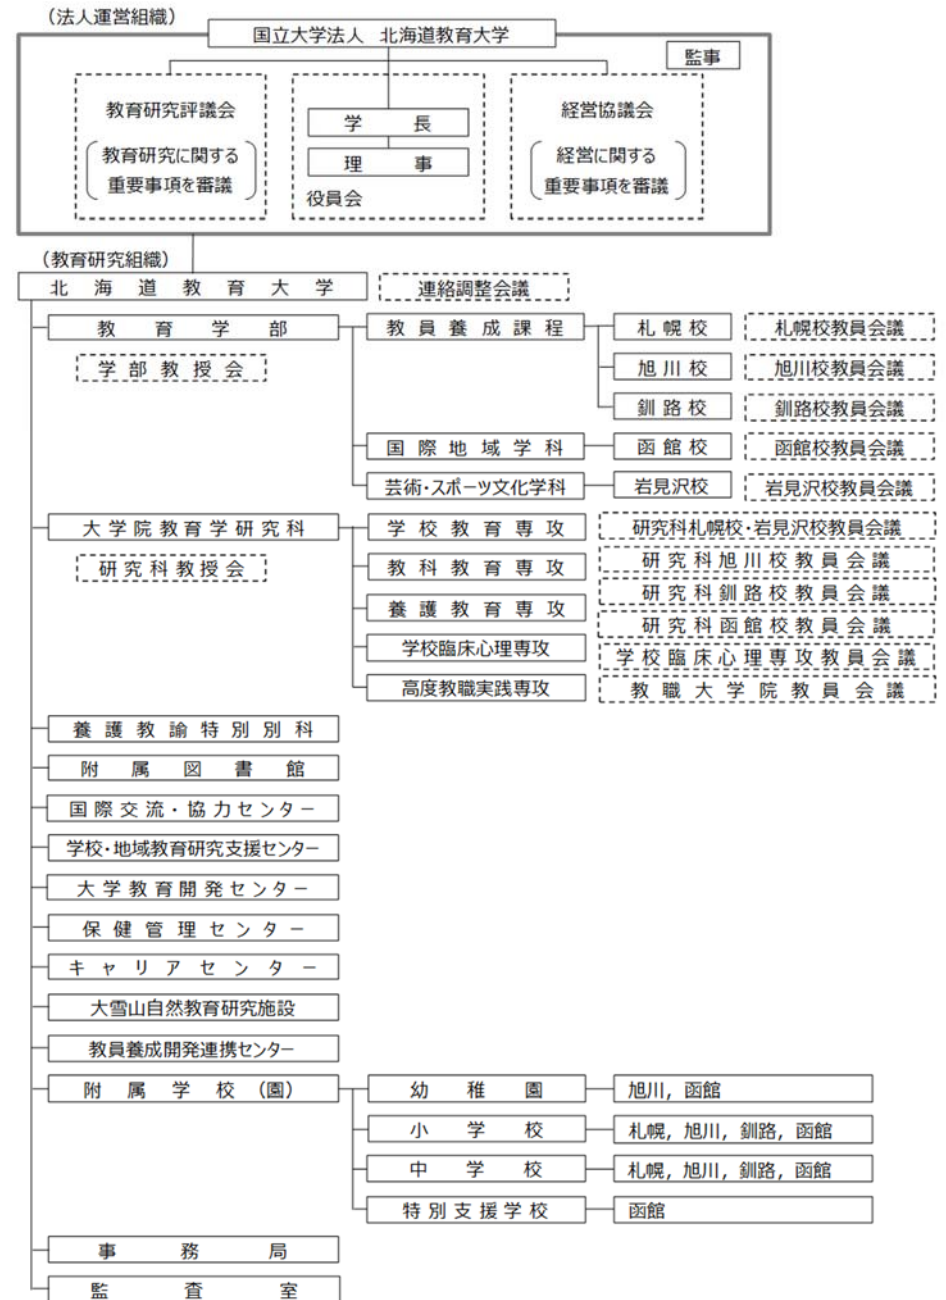 （法人運営組織）
国立大学法人 北海道教育大学
監事
教育研究評議会
教育研究に関する
重要事項を審議
学長
理事
役員会
経営協議会
経営に関する
重要事項を審議
（教育研究組織）
北海道教育大学
連絡調整会議
教育学部
教員養成課程
札幌校
札幌校教員会議
学部教授会
旭川校
旭川校教員会議
釧路校
釧路校教員会議
国際地域学科
函館校
函館校教員会議
芸術・スポーツ文化学科
岩見沢校
岩見沢校教員会議
大学院教育学研究科
学校教育専攻
研究科札幌校・岩見沢校教員会議
研究科教授会
教科教育専攻
研究科旭川校教員会議
研究科釧路校教員会議
養護教育専攻
研究科函館校教員会議
学校臨床心理専攻
学校臨床心理専攻教員会議
高度教職実践専攻
教職大学院教員会議
養護教諭特別別科
附属図書館
国際交流・協力センター
学校・地域教育研究支援センター
大学教育開発センター
保健管理センター
キャリアセンター
大雪山自然教育研究施設
教員養成開発連携センター
附属学校（園）
幼稚園
旭川，函館
小学校
札幌，旭川，釧路，函館
中学校
札幌，旭川，釧路，函館
特別支援学校
函館
事務局
監査室